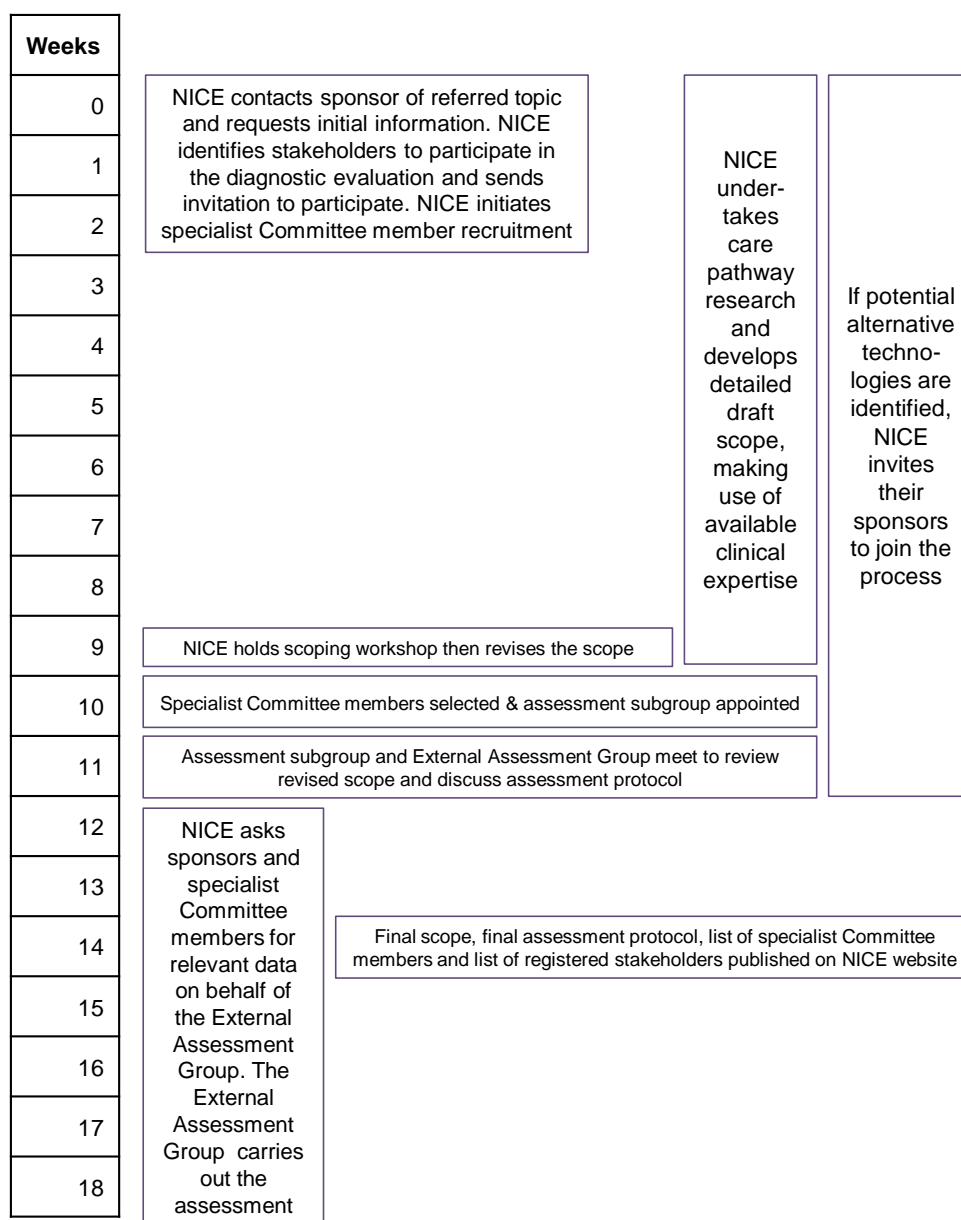 Weeks
0
1
2
3
4
5
6
7
8
9
10
11
12
13
14
15
16
17
18
NICE contacts sponsor of referred topic
and requests initial information. NICE
identifies stakeholders to participate in
the diagnostic evaluation and sends
invitation to participate. NICE initiates
specialist Committee member recruitment
NICE
under-
takes
care
pathway
research
and
develops
detailed
draft
scope,
making
use of
available
clinical
expertise
If potential
alternative
techno-
logies are
identified,
NICE
invites
their
sponsors
to join the
process
NICE holds scoping workshop then revises the scope
Specialist Committee members selected & assessment subgroup appointed
Assessment subgroup and External Assessment Group meet to review
revised scope and discuss assessment protocol
NICE asks
sponsors and
specialist
Committee
members for
relevant data
on behalf of
the External
Assessment
Group. The
External
Assessment
Group carries
out the
assessment
Final scope, final assessment protocol, list of specialist Committee
members and list of registered stakeholders published on NICE website